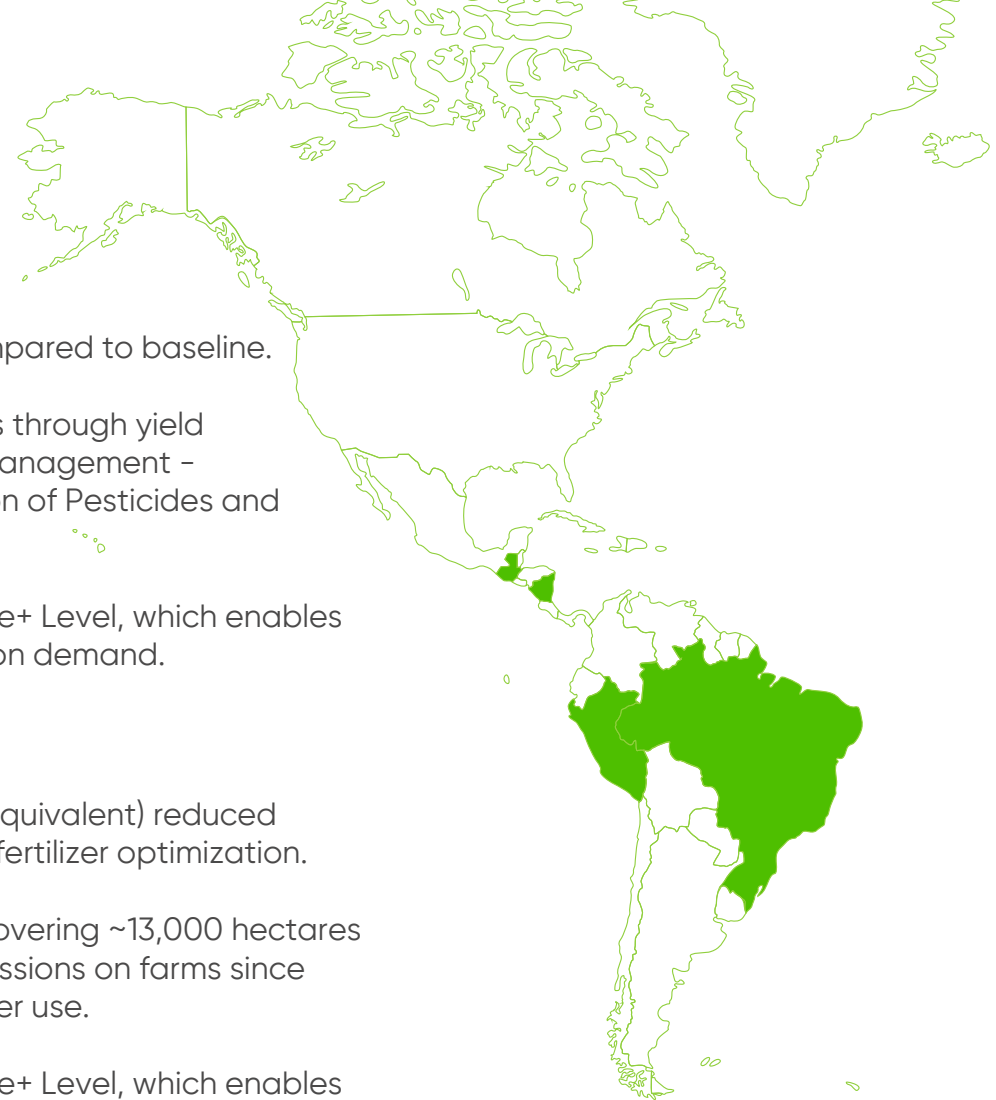 mpared to baseline.
s through yield
anagement -
n of Pesticides and
e+ Level, which enables
on demand.
quivalent) reduced
fertilizer optimization.
overing ~13,000 hectares
ssions on farms since
er use.
e+ Level, which enables